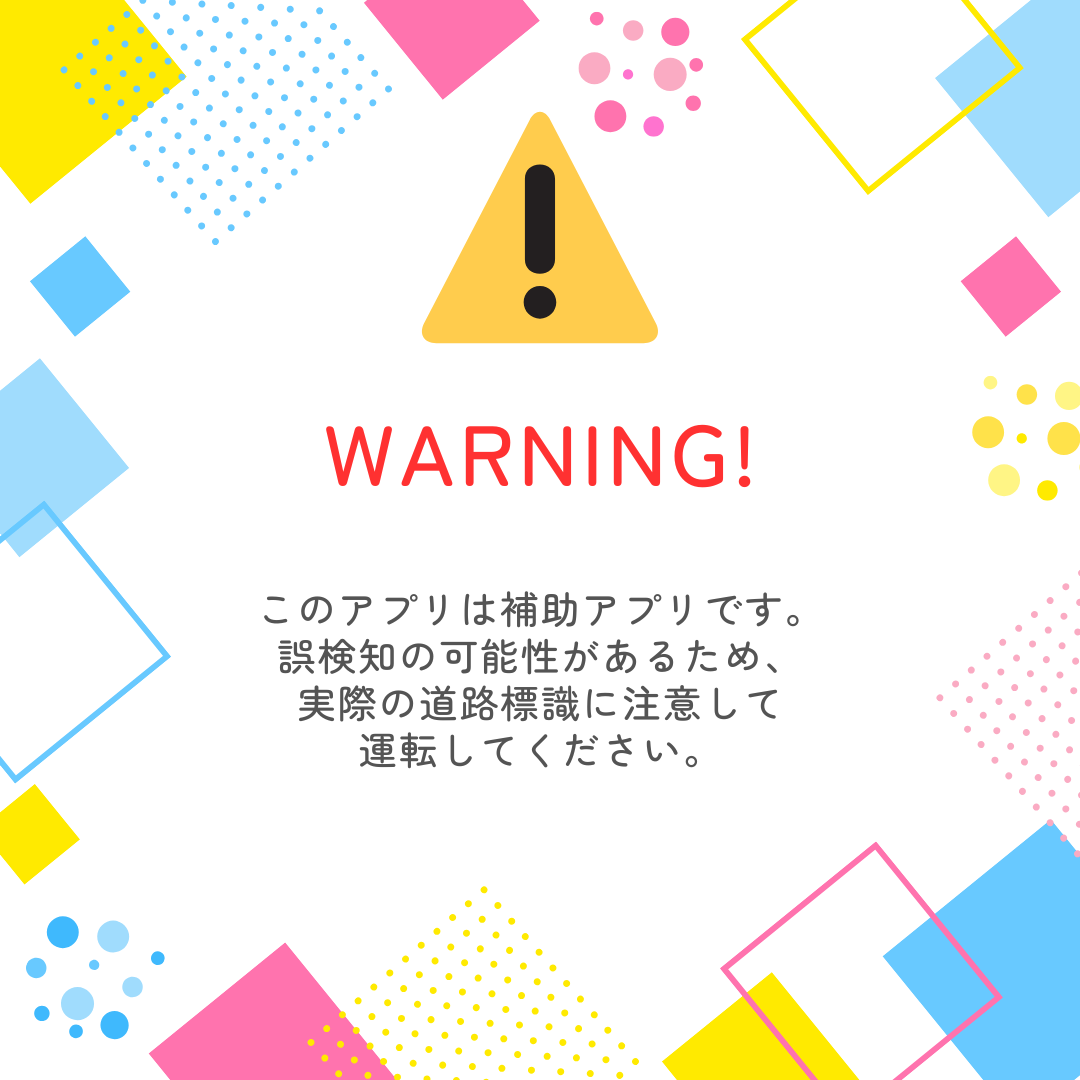 WARNING!
このアプリは補助アプリです。
誤検知の可能性があるため、
実際の道路標識に注意して
運転してください。